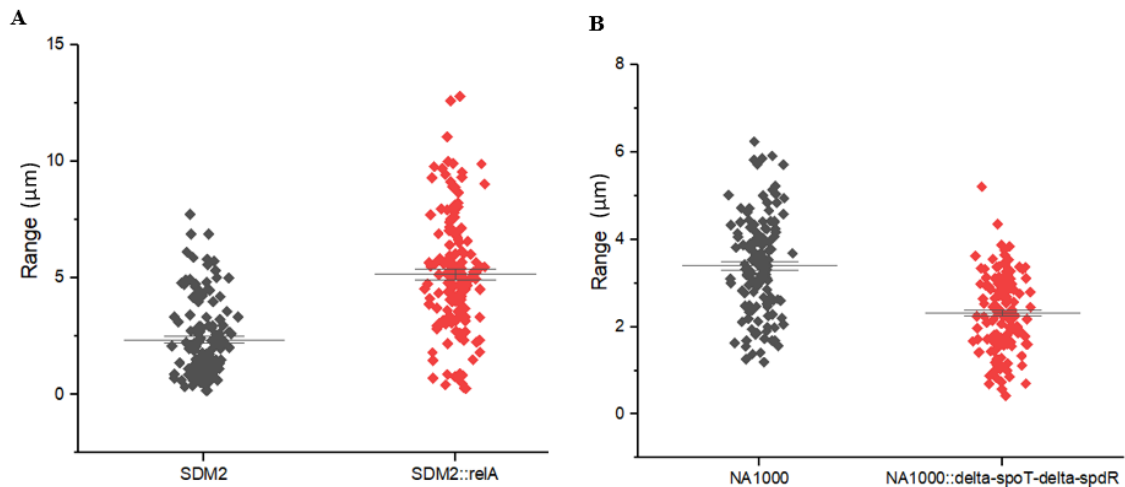 A
15
10
5
0
Range (μm)
SDM2
SDM2::relA
B
8
6
4
2
0
Range (μm)
NA1000
NA1000::delta-spoT-delta-spdR